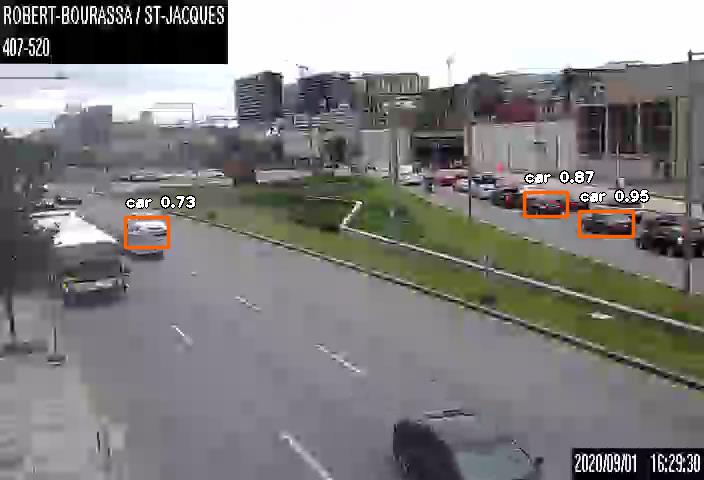 ROBERT-BOURASSA / ST-JACQUES
407-520
car 0.87
car 0.95
car 0.73
2020/09/01 16:29:30